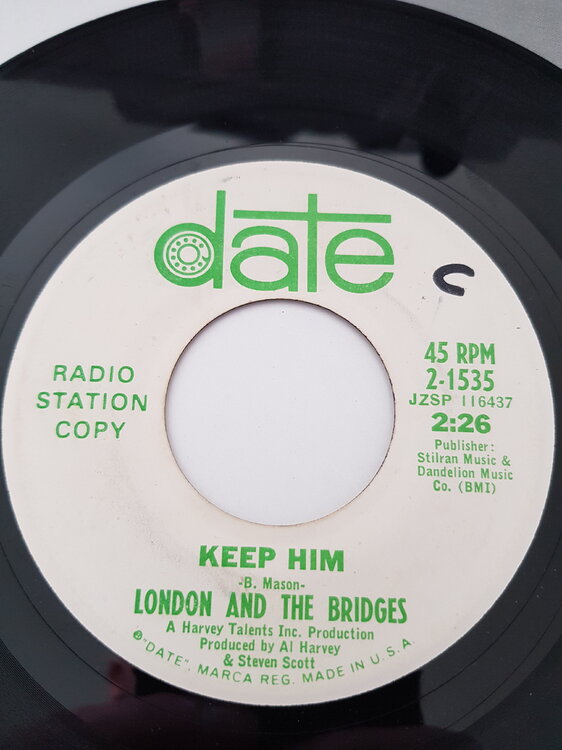 date
C
RADIO
STATION
COPY
45 RPM
2-1535
JZSP 116437
2:26
Publisher:
Stilran Music &
Dandelion Music
Co. (BMI)
KEEP HIM
-B. Mason-
LONDON AND THE BRIDGES
A Harvey Talents Inc. Production
Produced by Al Harvey
& Steven Scott
℗"DATE", MARCA REG. MADE IN U.S.A.